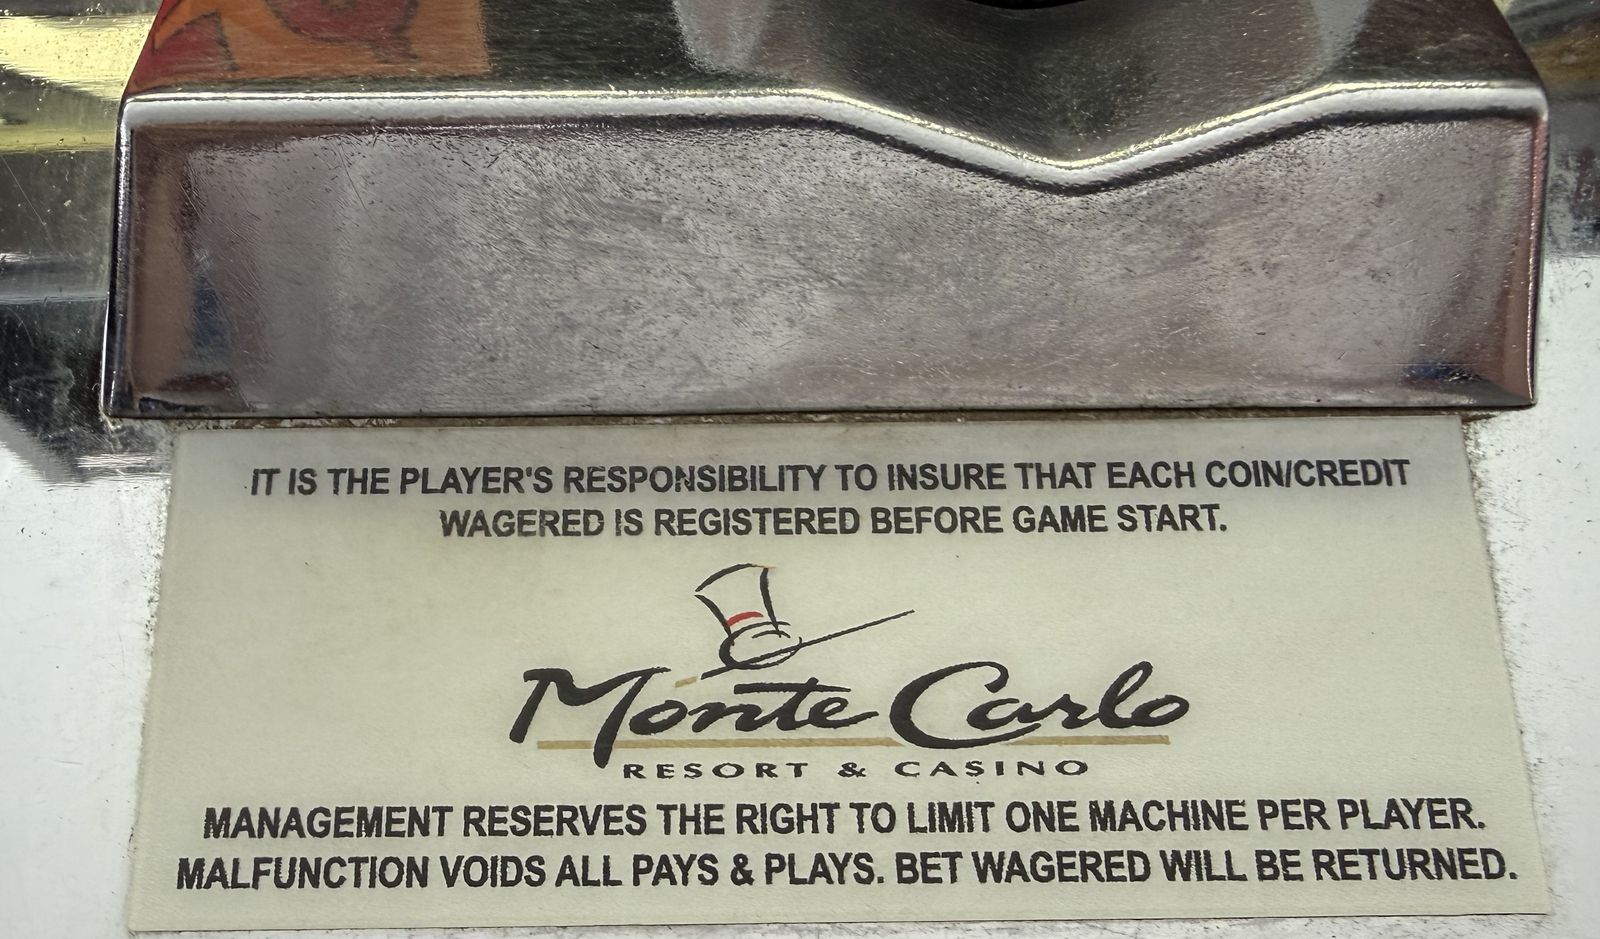 IT IS THE PLAYER'S RESPONSIBILITY TO INSURE THAT EACH COIN/CREDIT
WAGERED IS REGISTERED BEFORE GAME START.
Monte Carlo
RESORT & CASINO
MANAGEMENT RESERVES THE RIGHT TO LIMIT ONE MACHINE PER PLAYER.
MALFUNCTION VOIDS ALL PAYS & PLAYS. BET WAGERED WILL BE RETURNED.